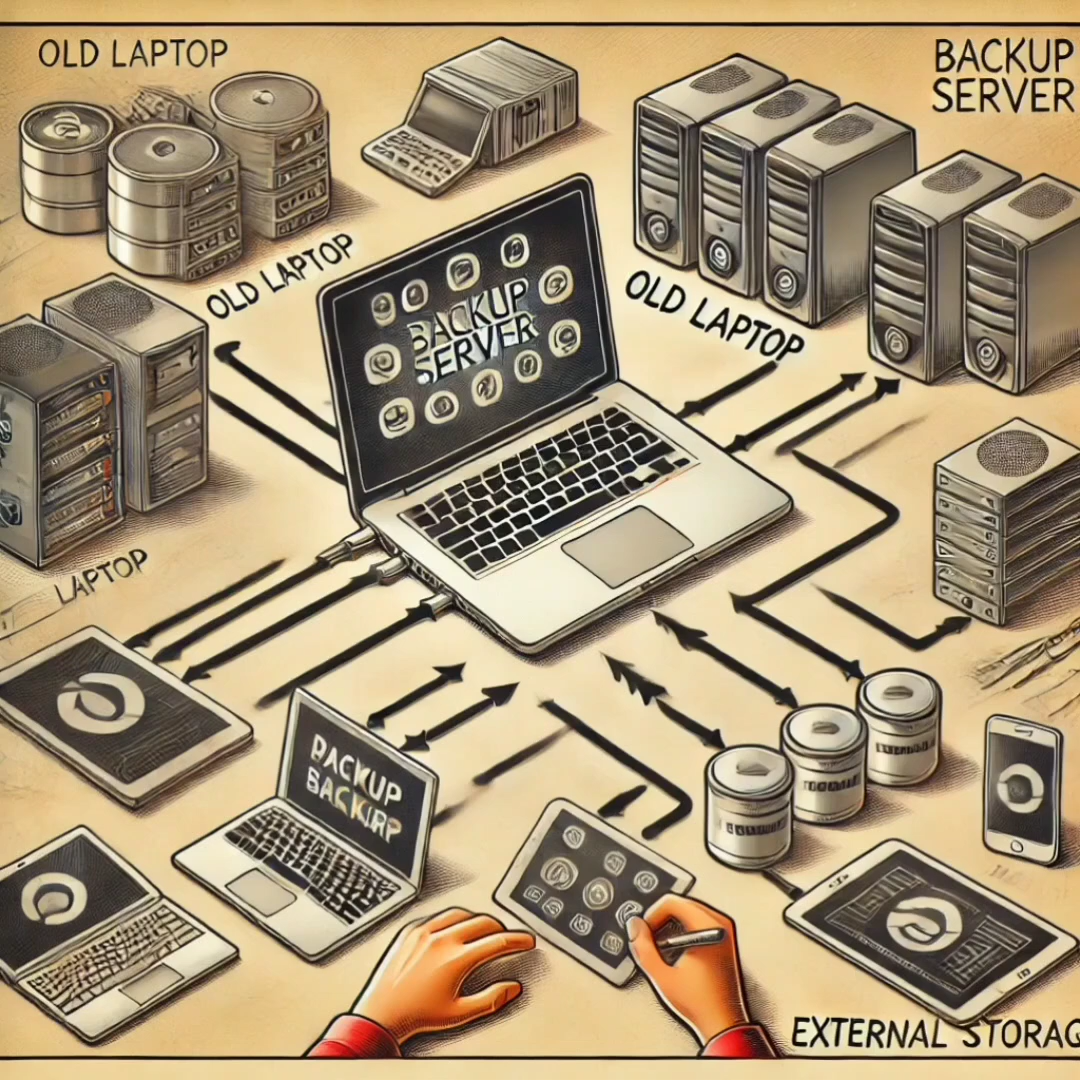 OLD LAPTOP
BACKUP
SERVER
OLD LAPTOP
BACKUP
SERVER
OLD LAPTOP
LAPTOP
BACKUP
EXTERNAL STORAG